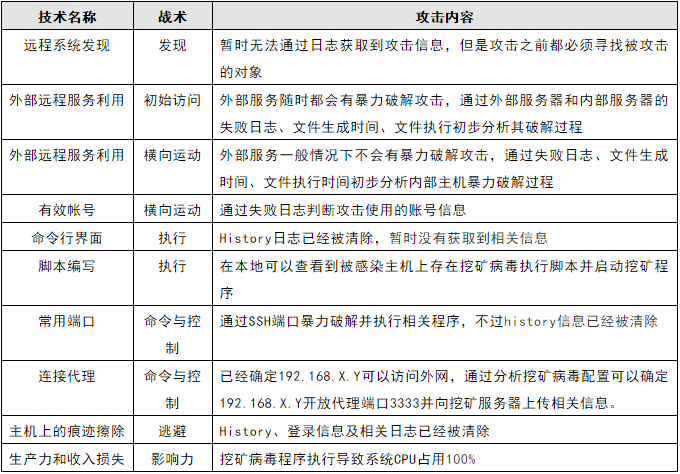 技术名称 战术 攻击内容
远程系统发现 发现 暂时无法通过日志获取到攻击信息，但是攻击之前都必须寻找被攻击
的对象
外部远程服务利用 初始访问 外部服务随时都会有暴力破解攻击，通过外部服务器和内部服务器的
失败日志、文件生成时间、文件执行初步分析其破解过程
外部远程服务利用 横向运动 外部服务一般情况下不会有暴力破解攻击，通过失败日志、文件生成
时间、文件执行时间初步分析内部主机暴力破解过程
有效帐号 横向运动 通过失败日志判断攻击使用的账号信息
命令行界面 执行 History日志已经被清除，暂时没有获取到相关信息
脚本编写 执行 在本地可以查看到被感染主机上存在挖矿病毒执行脚本并启动挖矿程
序
常用端口 命令与控 通过SSH端口暴力破解并执行相关程序，不过history信息已经被清除
制
连接代理 命令与控 已经确定192.168.X.Y可以访问外网，通过分析挖矿病毒配置可以确定
制 192.168.X.Y开放代理端口3333并向挖矿服务器上传相关信息。
主机上的痕迹擦除 逃避 History、登录信息及相关日志已经被清除
生产力和收入损失 影响力 挖矿病毒程序执行导致系统CPU占用100%